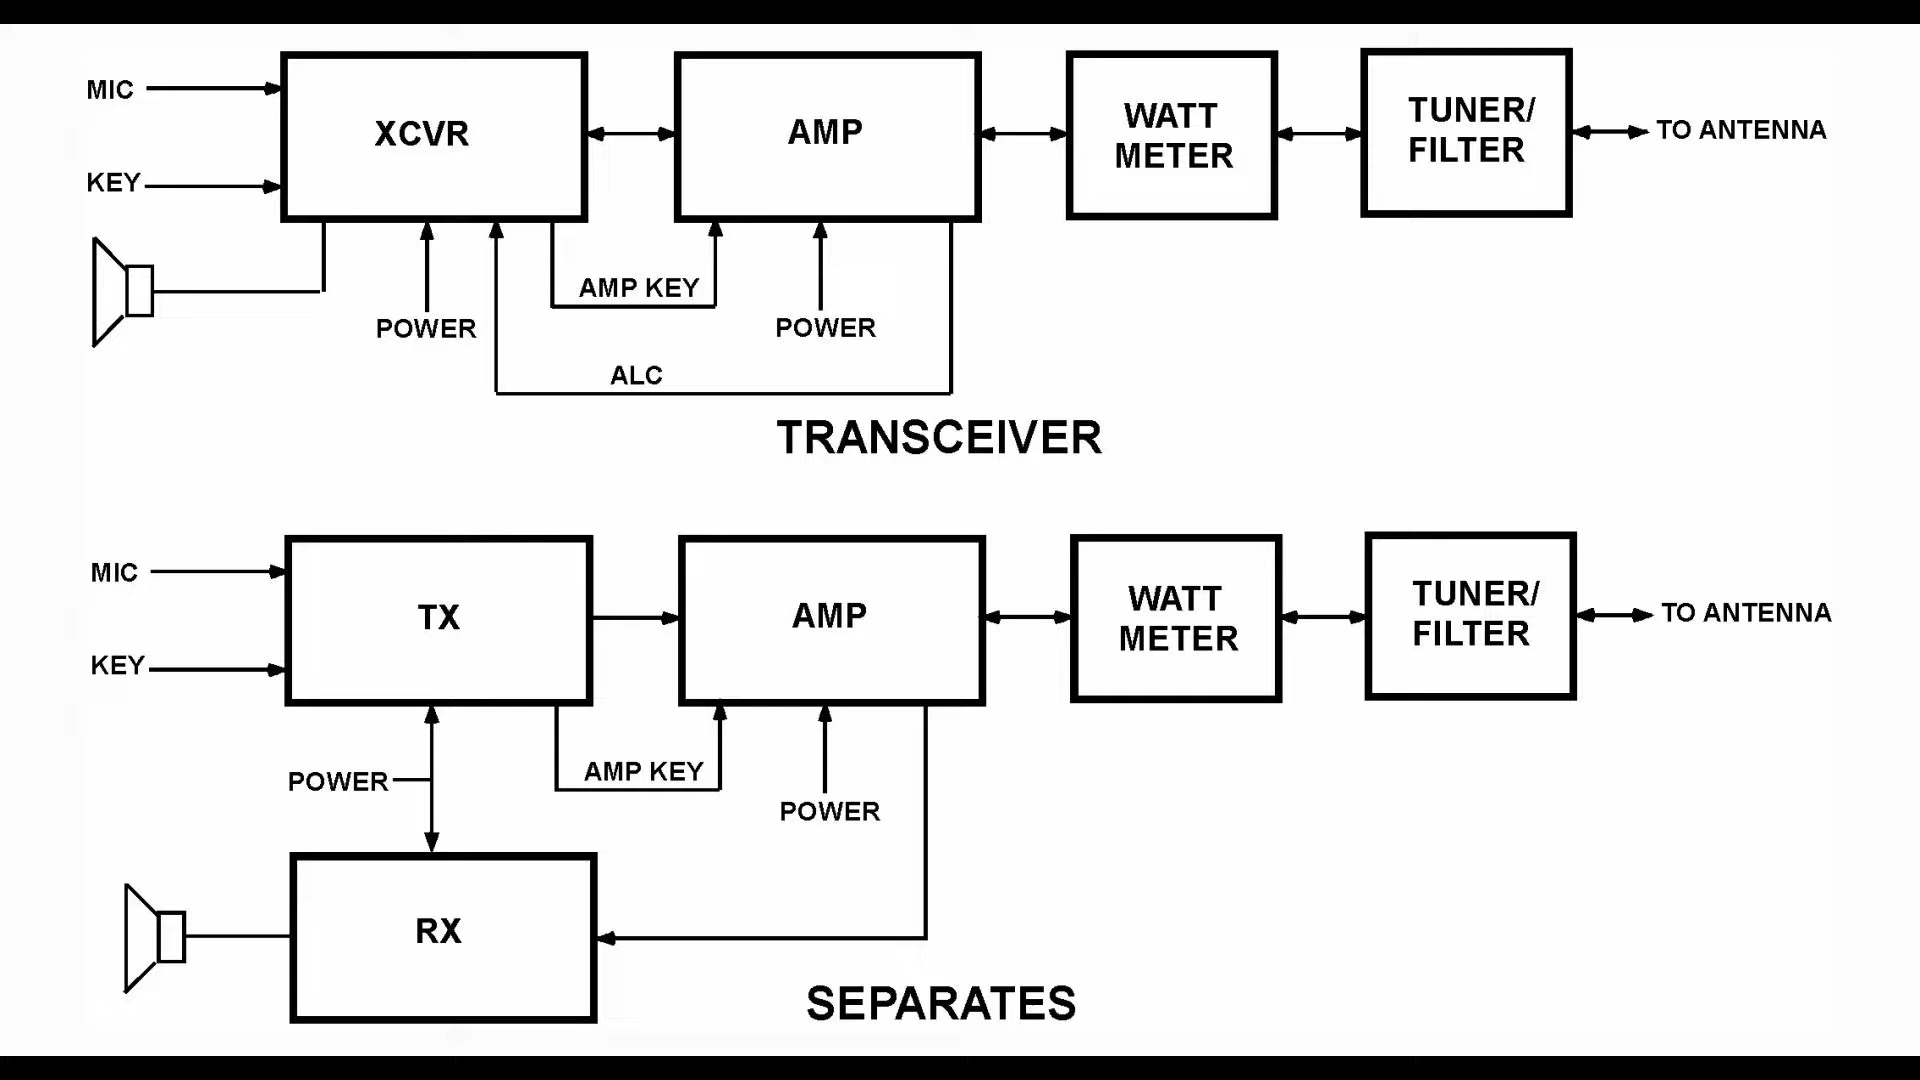 MIC
KEY
XCVR
AMP
WATT
METER
TUNER/
FILTER
TO ANTENNA
AMP KEY
POWER
POWER
ALC
TRANSCEIVER
MIC
KEY
TX
AMP
WATT
METER
TUNER/
FILTER
TO ANTENNA
POWER
AMP KEY
POWER
RX
SEPARATES